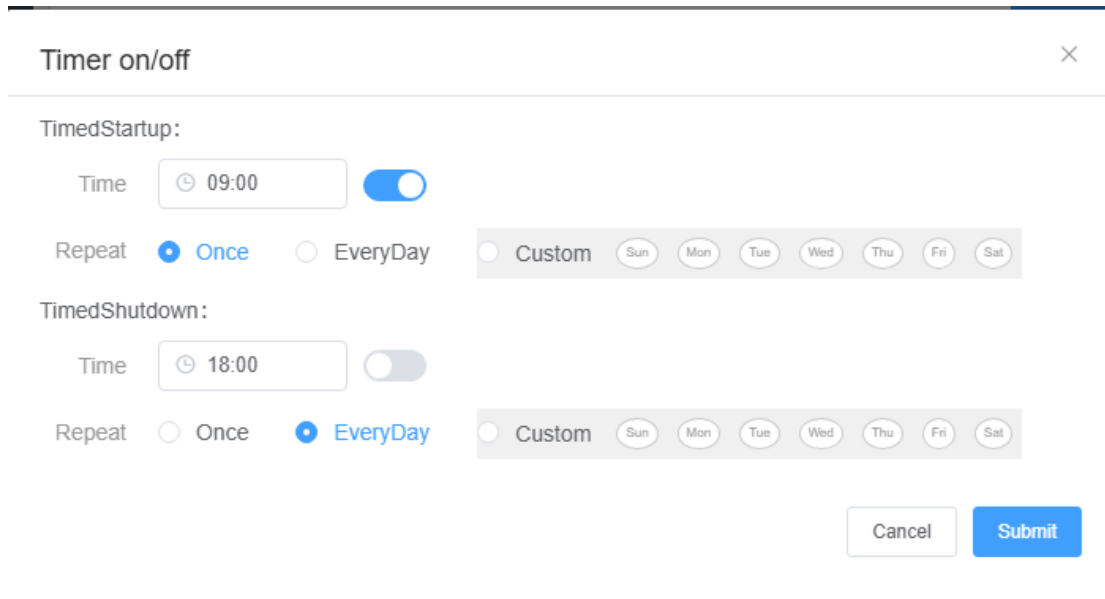 Timer on/off
TimedStartup:
Time 09:00
Repeat Once EveryDay Custom Sun Mon Tue Wed Thu Fri Sat
TimedShutdown:
Time 18:00
Repeat Once EveryDay Custom Sun Mon Tue Wed Thu Fri Sat
Cancel Submit